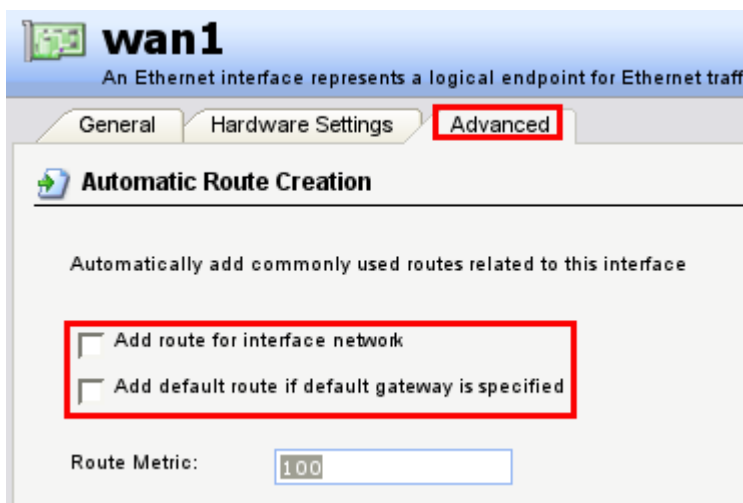 wan1
An Ethernet interface represents a logical endpoint for Ethernet traff
General Hardware Settings Advanced
Automatic Route Creation
Automatically add commonly used routes related to this interface
Add route for interface network
Add default route if default gateway is specified
Route Metric: 100